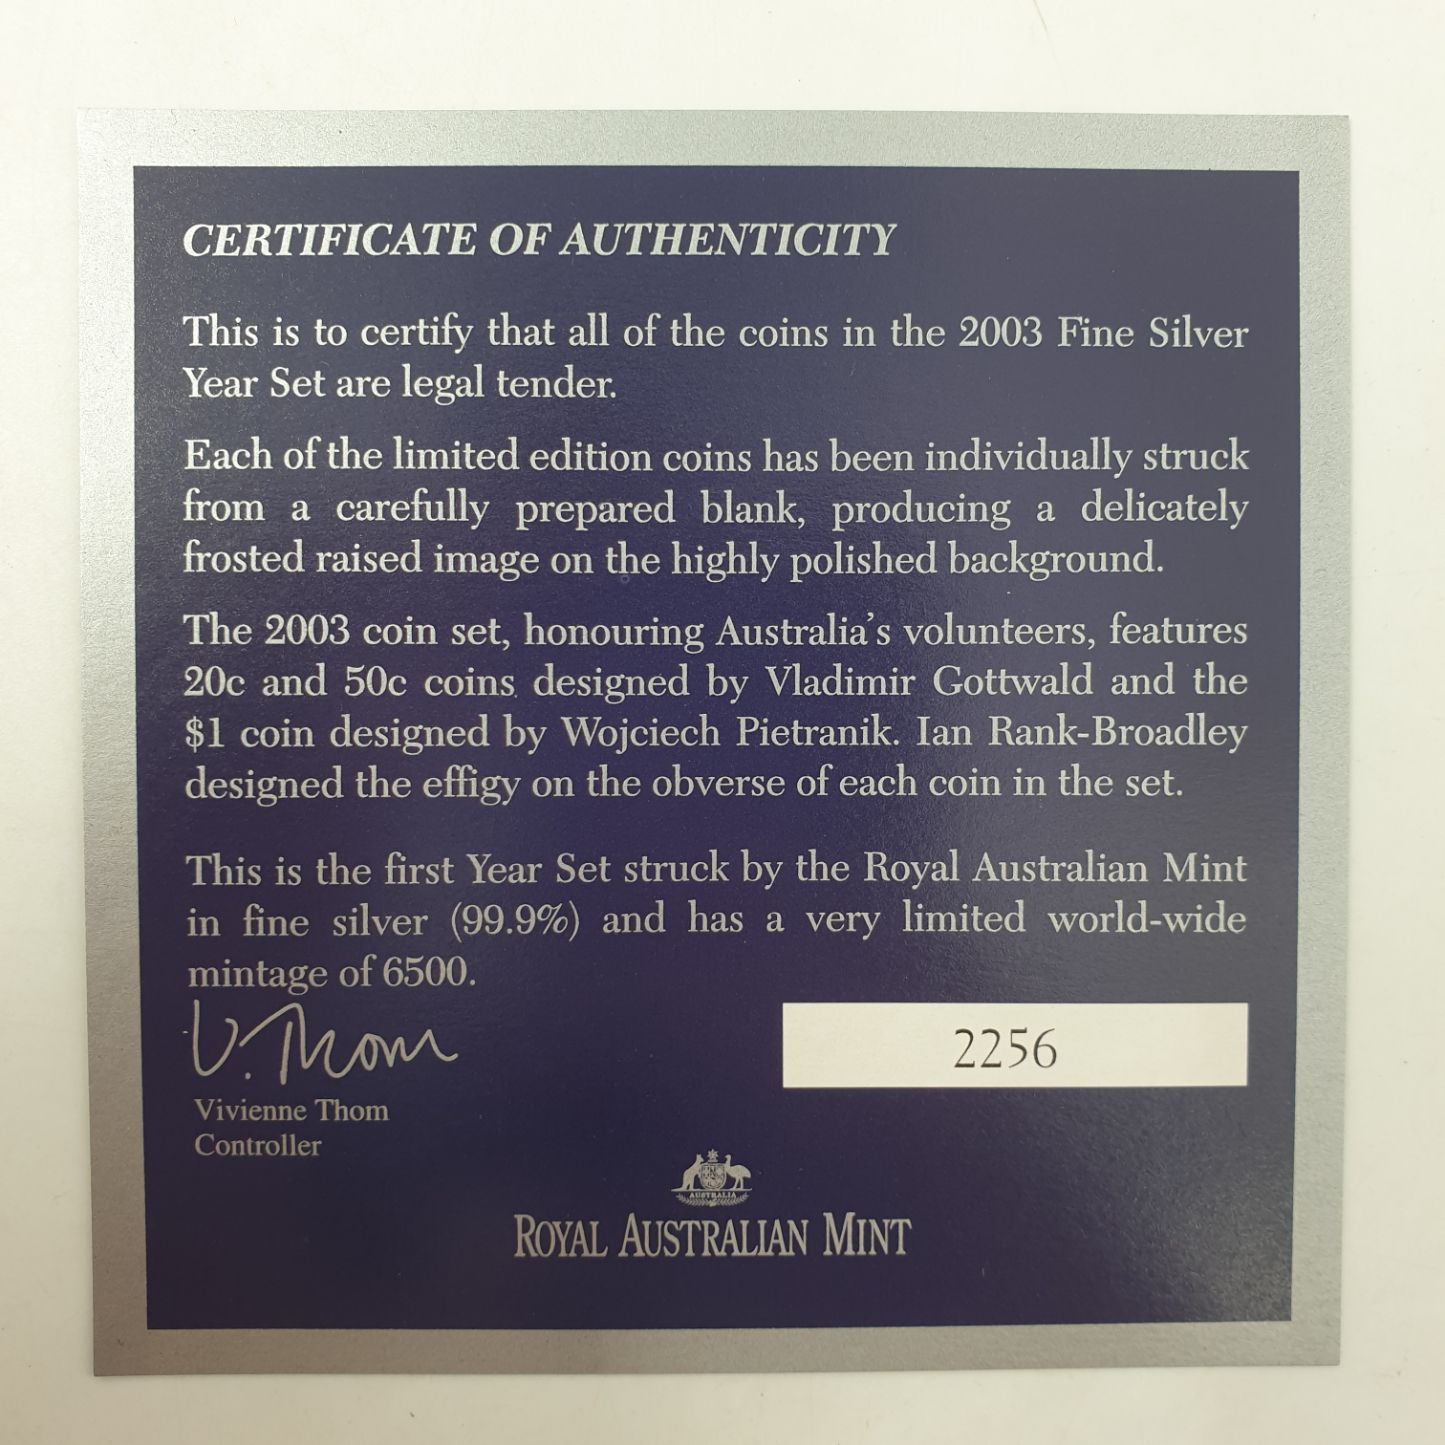 CERTIFICATE OF AUTHENTICITY
This is to certify that all of the coins in the 2003 Fine Silver
Year Set are legal tender.
Each of the limited edition coins has been individually struck
from a carefully prepared blank, producing a delicately
frosted raised image on the highly polished background.
The 2003 coin set, honouring Australia's volunteers, features
20c and 50c coins designed by Vladimir Gottwald and the
$1 coin designed by Wojciech Pietranik. Ian Rank-Broadley
designed the effigy on the obverse of each coin in the set.
This is the first Year Set struck by the Royal Australian Mint
in fine silver (99.9%) and has a very limited world-wide
mintage of 6500.
V. Thom
2256
Vivienne Thom
Controller
AUSTRALIA
ROYAL AUSTRALIAN MINT